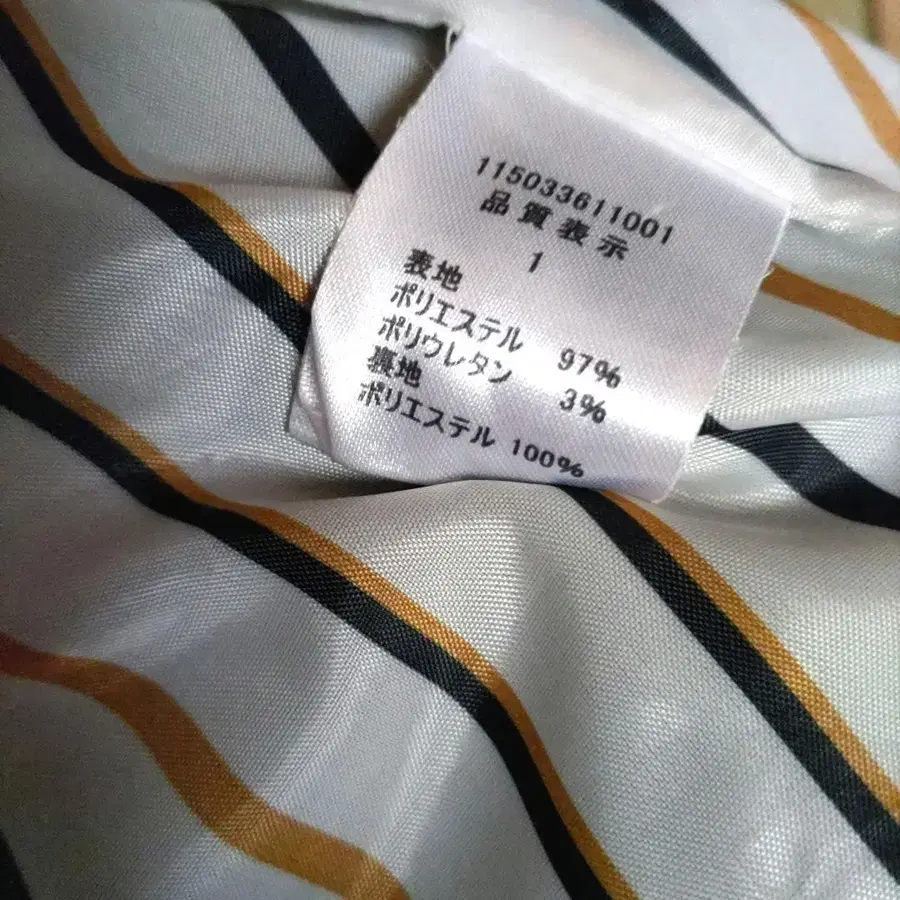 115033611001
品質表示
1
表地
ポリエステル 97%
ポリウレタン 3%
裏地
ポリエステル 100%